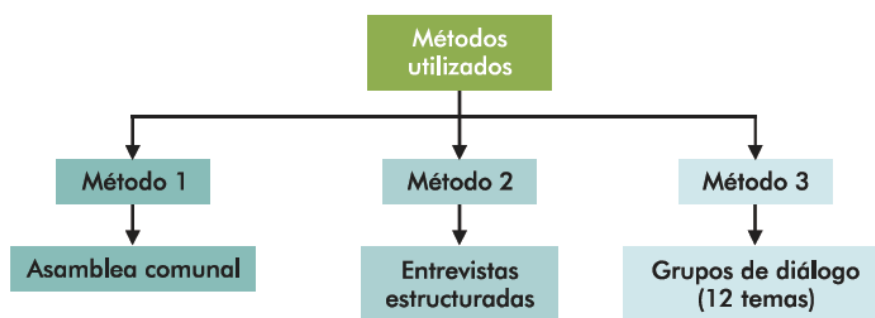 Métodos
utilizados
Método 1
Método 2
Método 3
Asamblea comunal
Entrevistas
estructuradas
Grupos de diálogo
(12 temas)